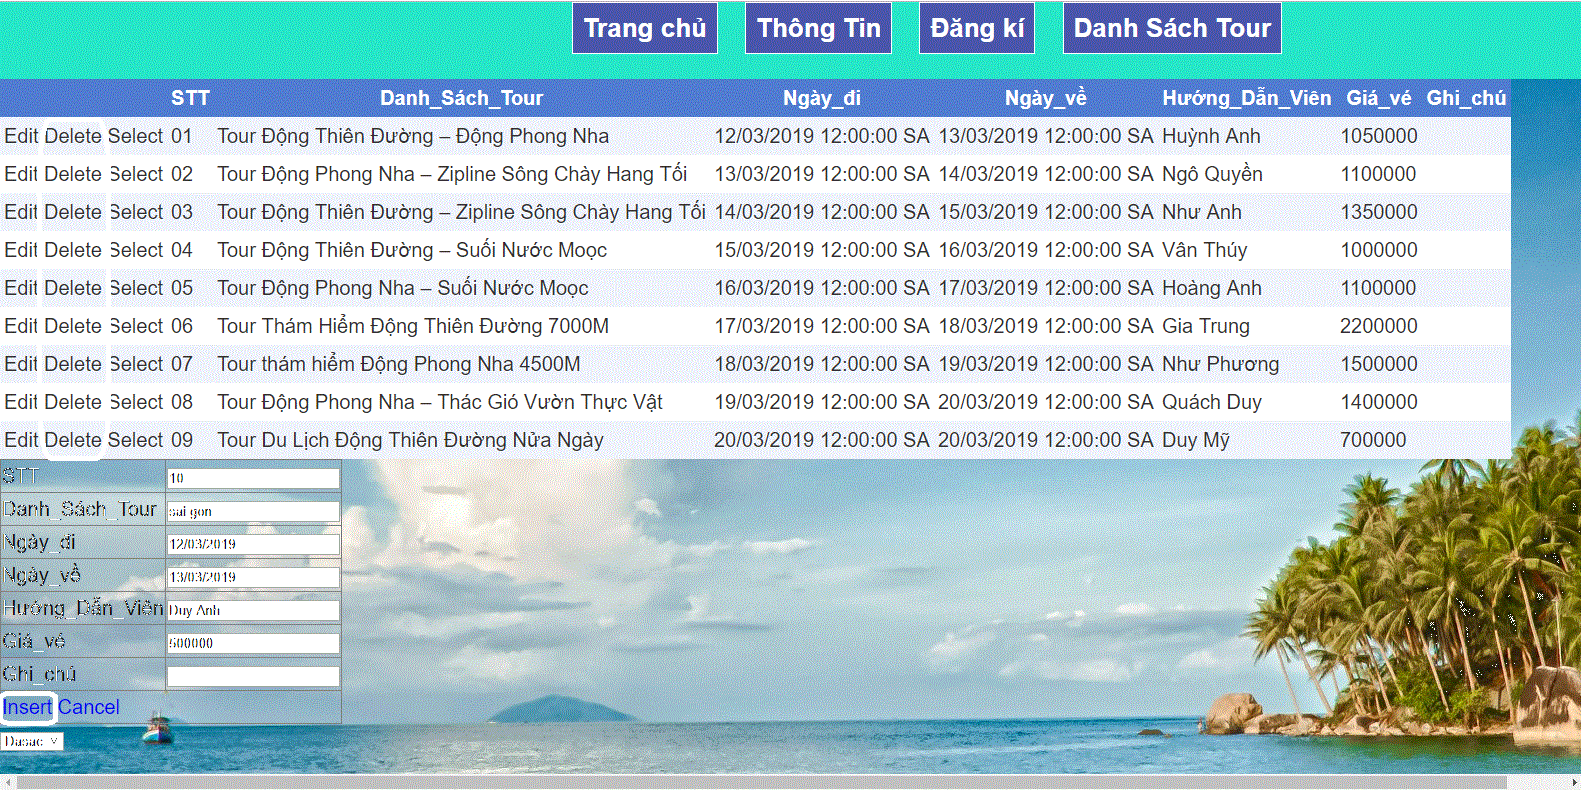 Trang chủ Thông Tin Đăng kí Danh Sách Tour
STT Danh_Sách_Tour Ngày_đi Ngày_về Hướng_Dẫn_Viên Giá_vé Ghi_chú
Edit Delete Select 01 Tour Động Thiên Đường – Động Phong Nha 12/03/2019 12:00:00 SA 13/03/2019 12:00:00 SA Huỳnh Anh 1050000
Edit Delete Select 02 Tour Động Phong Nha – Zipline Sông Chày Hang Tối 13/03/2019 12:00:00 SA 14/03/2019 12:00:00 SA Ngô Quyền 1100000
Edit Delete Select 03 Tour Động Thiên Đường – Zipline Sông Chày Hang Tối 14/03/2019 12:00:00 SA 15/03/2019 12:00:00 SA Như Anh 1350000
Edit Delete Select 04 Tour Động Thiên Đường – Suối Nước Moọc 15/03/2019 12:00:00 SA 16/03/2019 12:00:00 SA Vân Thúy 1000000
Edit Delete Select 05 Tour Động Phong Nha – Suối Nước Moọc 16/03/2019 12:00:00 SA 17/03/2019 12:00:00 SA Hoàng Anh 1100000
Edit Delete Select 06 Tour Thám Hiểm Động Thiên Đường 7000M 17/03/2019 12:00:00 SA 18/03/2019 12:00:00 SA Gia Trung 2200000
Edit Delete Select 07 Tour thám hiểm Động Phong Nha 4500M 18/03/2019 12:00:00 SA 19/03/2019 12:00:00 SA Như Phương 1500000
Edit Delete Select 08 Tour Động Phong Nha – Thác Gió Vườn Thực Vật 19/03/2019 12:00:00 SA 20/03/2019 12:00:00 SA Quách Duy 1400000
Edit Delete Select 09 Tour Du Lịch Động Thiên Đường Nửa Ngày 20/03/2019 12:00:00 SA 20/03/2019 12:00:00 SA Duy Mỹ 700000
STT 10
Danh_Sách_Tour sai gon
Ngày_đi 12/03/2019
Ngày_về 13/03/2019
Hướng_Dẫn_Viên Duy Anh
Giá_vé 500000
Ghi_chú
Insert Cancel
Dasac